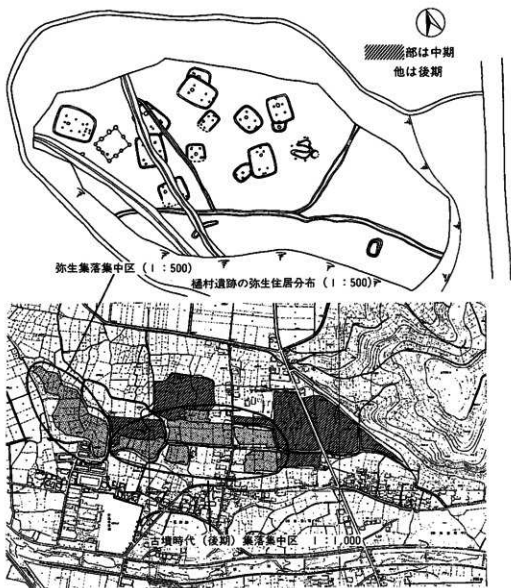 部は中期
他は後期
弥生集落集中区(1:500)
樋村遺跡の弥生住居分布(1:500)
古墳時代(後期)集落集中区 1:1,000